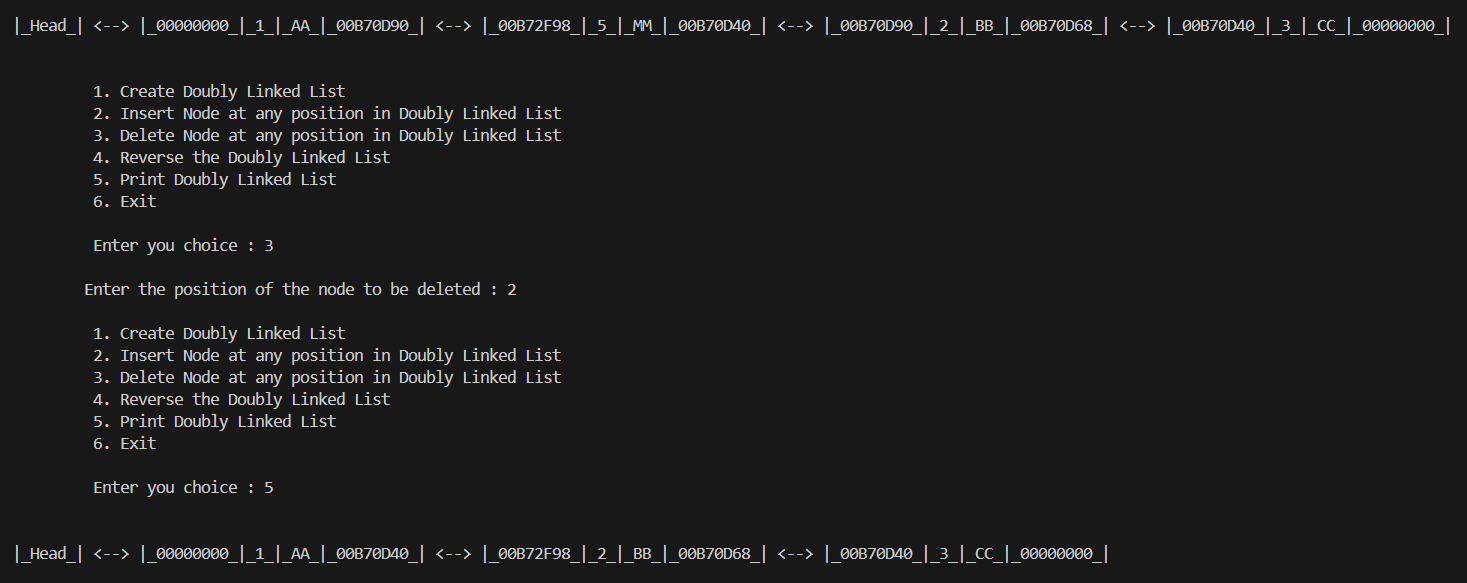 |_Head_| <--> |_00000000_|_1_|_AA_|_00B70D90_| <--> |_00B72F98_|_5_|_MM_|_00B70D40_| <--> |_00B70D90_|_2_|_BB_|_00B70D68_| <--> |_00B70D40_|_3_|_CC_|_00000000_|
1. Create Doubly Linked List
2. Insert Node at any position in Doubly Linked List
3. Delete Node at any position in Doubly Linked List
4. Reverse the Doubly Linked List
5. Print Doubly Linked List
6. Exit
Enter you choice : 3
Enter the position of the node to be deleted : 2
1. Create Doubly Linked List
2. Insert Node at any position in Doubly Linked List
3. Delete Node at any position in Doubly Linked List
4. Reverse the Doubly Linked List
5. Print Doubly Linked List
6. Exit
Enter you choice : 5
|_Head_| <--> |_00000000_|_1_|_AA_|_00B70D40_| <--> |_00B72F98_|_2_|_BB_|_00B70D68_| <--> |_00B70D40_|_3_|_CC_|_00000000_|